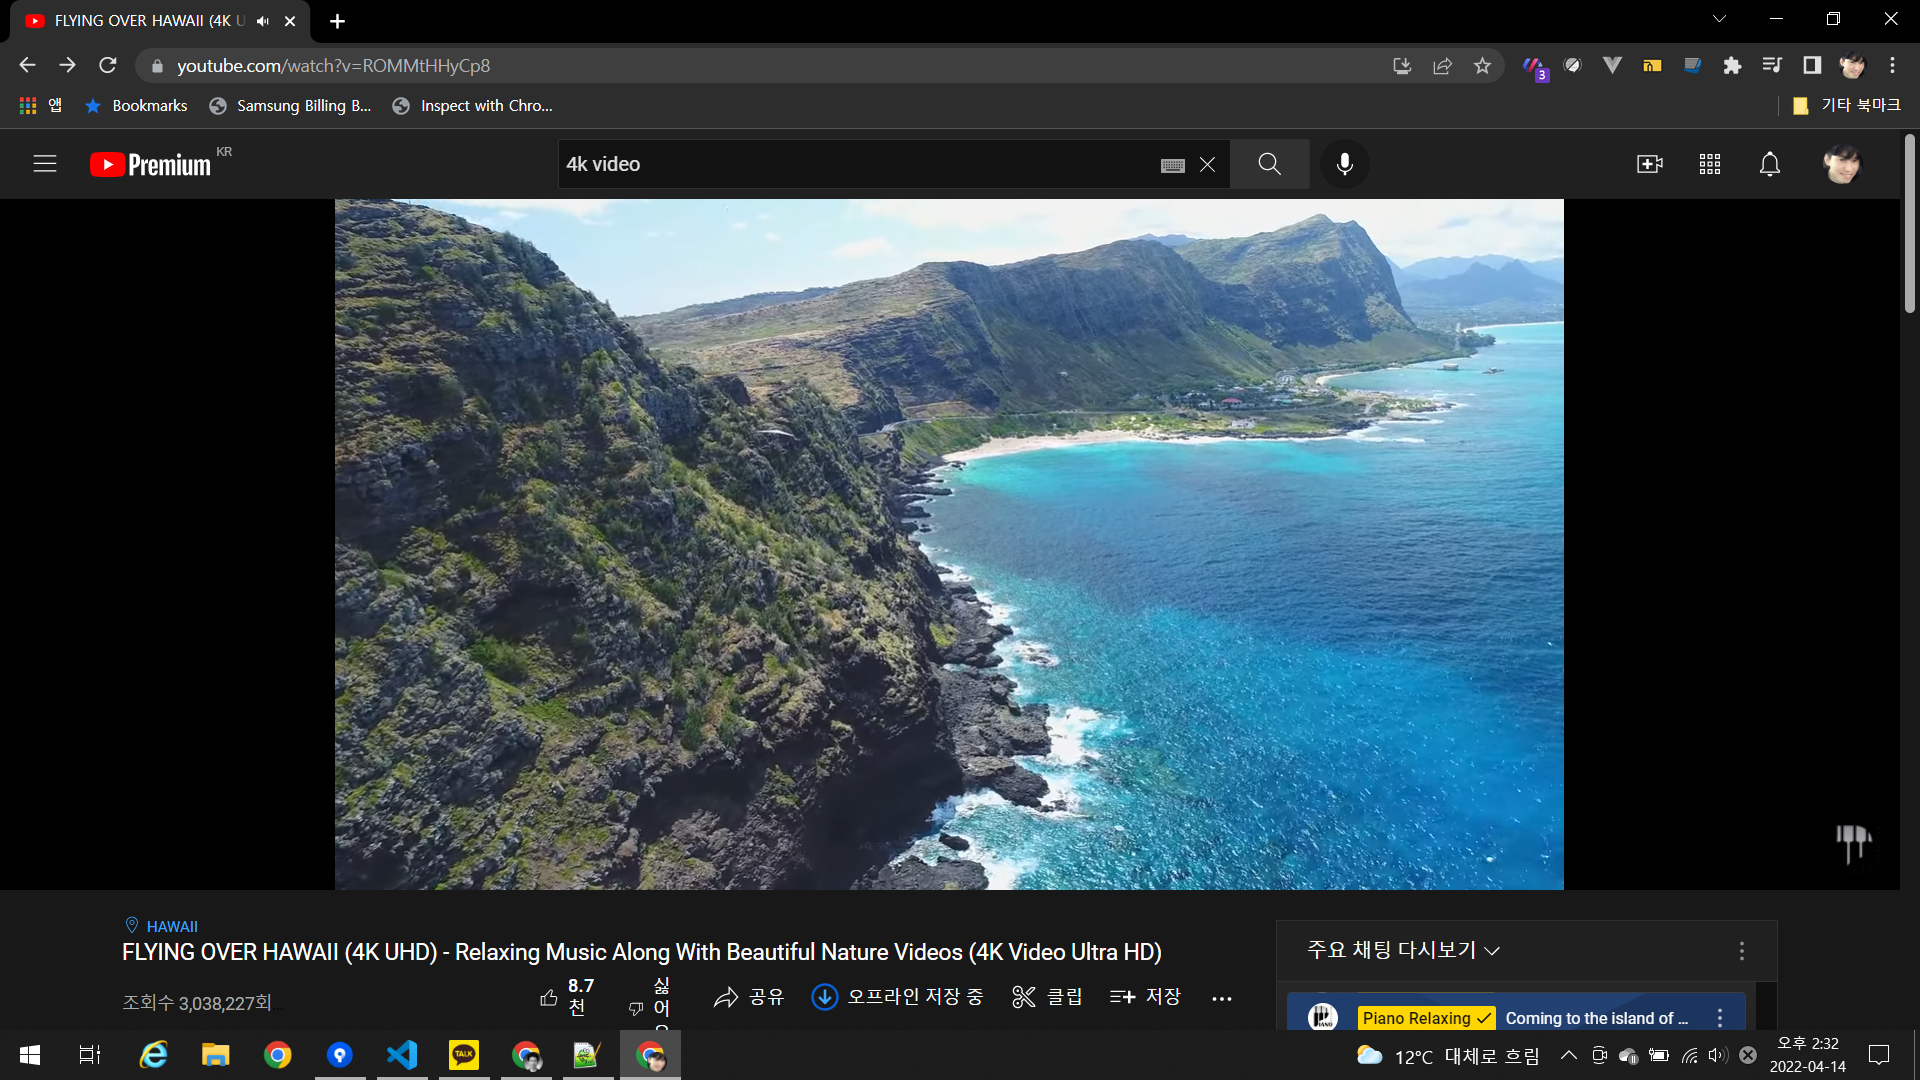 FLYING OVER HAWAII (4K U
youtube.com/watch?v=ROMMtHHyCp8
3
앱
Bookmarks
Samsung Billing B...
Inspect with Chro...
기타 북마크
Premium KR
4k video
HAWAII
FLYING OVER HAWAII (4K UHD) - Relaxing Music Along With Beautiful Nature Videos (4K Video Ultra HD)
조회수 3,038,227회
8.7
천
싫
어
공유
오프라인 저장 중
클립
저장
주요 채팅 다시보기
PIANO
Piano Relaxing
Coming to the island of ...
TALK
12°C 대체로 흐림
오후 2:32
2022-04-14